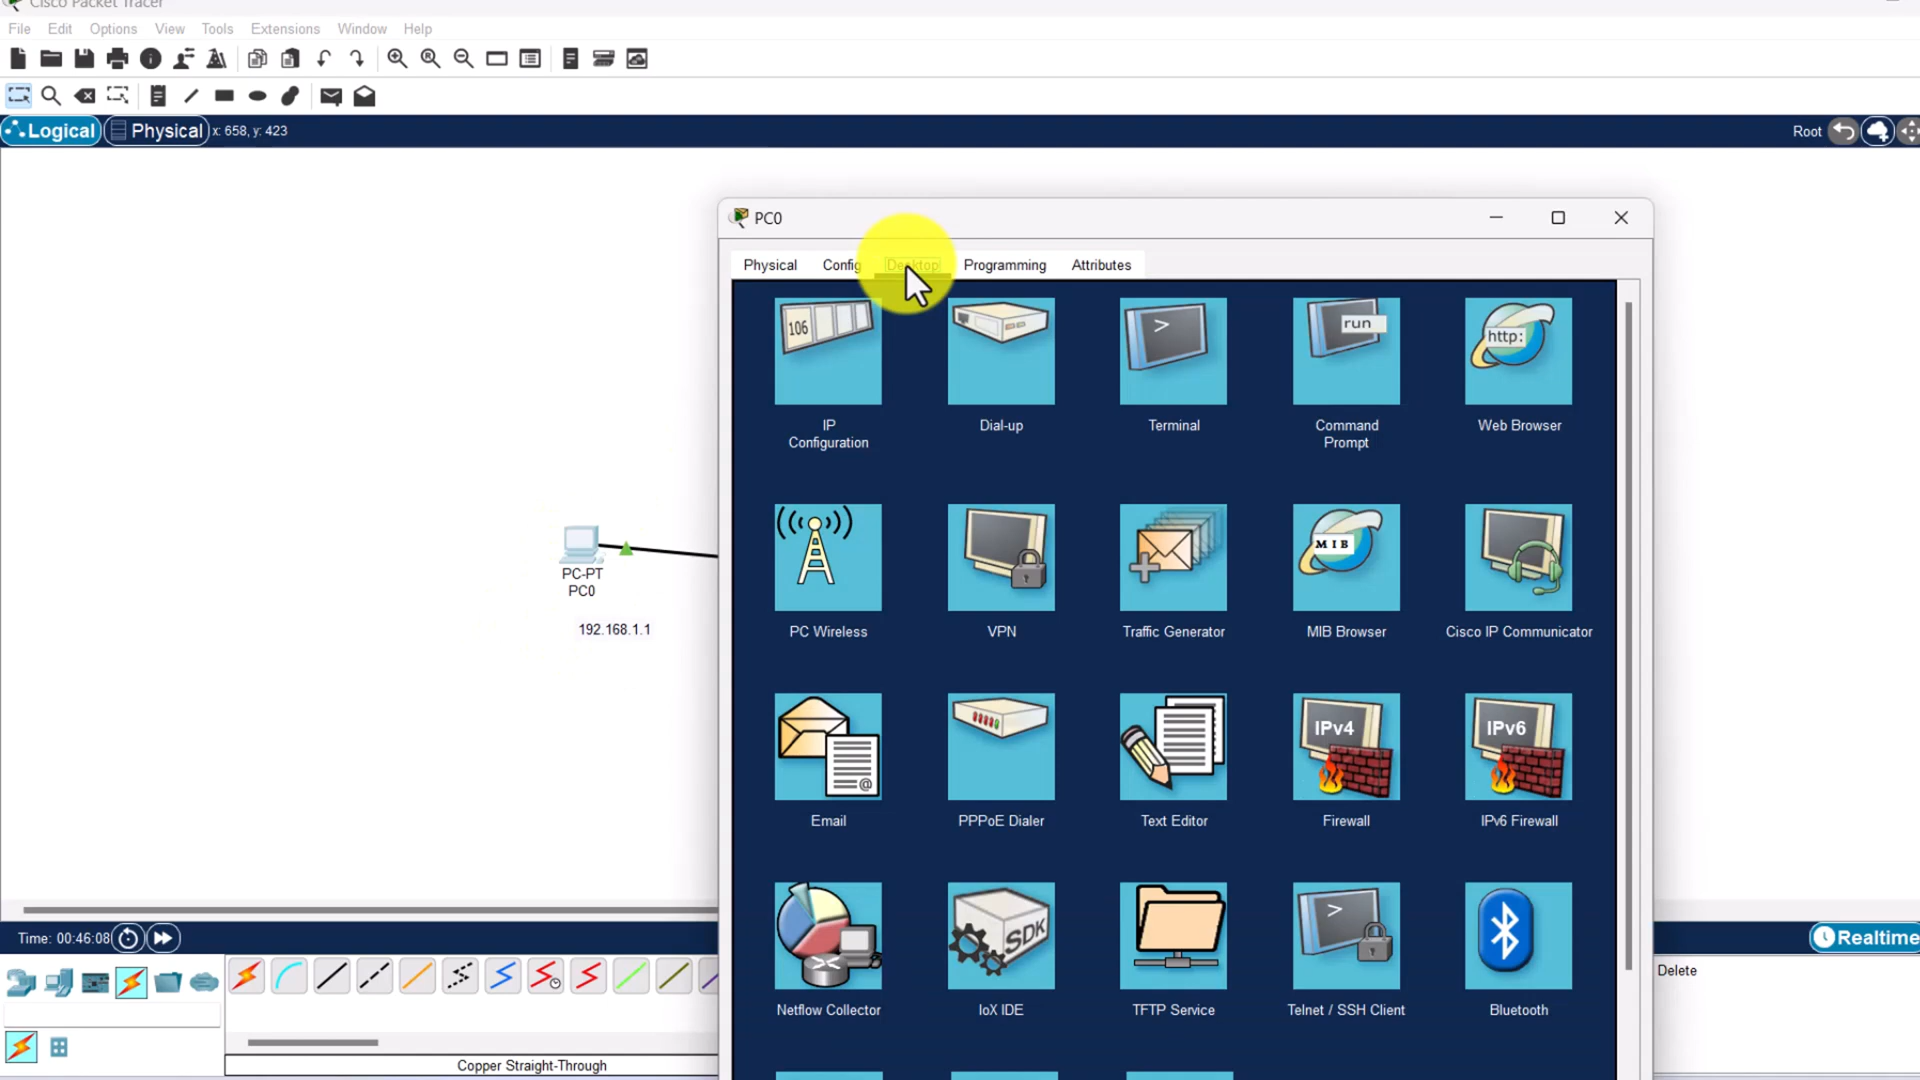 Cisco Packet Tracer
File Edit Options View Tools Extensions Window Help
Logical Physical x: 658, y: 423 Root
PC0
Physical Config Desktop Programming Attributes
106
>
run
http:
IP
Configuration
Dial-up
Terminal
Command
Prompt
Web Browser
MIB
PC Wireless
VPN
Traffic Generator
MIB Browser
Cisco IP Communicator
PC-PT
PC0
192.168.1.1
@
IPv4
IPv6
Email
PPPoE Dialer
Text Editor
Firewall
IPv6 Firewall
SDK
>
Netflow Collector
IoX IDE
TFTP Service
Telnet / SSH Client
Bluetooth
Time: 00:46:08
Realtime
Delete
Copper Straight-Through